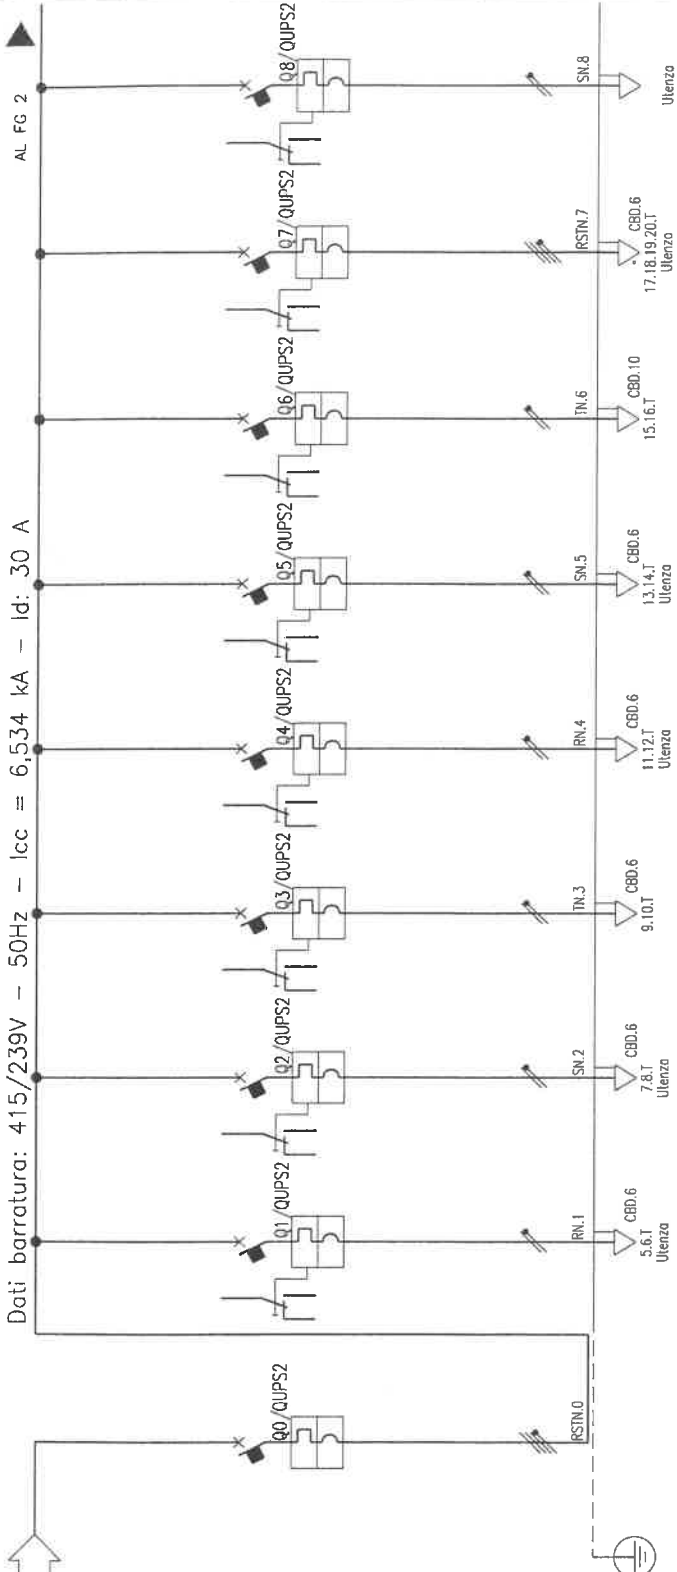 Dati barratura: 415/239V – 50Hz – Icc = 6,534 kA – Id: 30 A
AL FG 2
Q0/QUPS2
RSTN.0
Q1/QUPS2
RN.1
CBD.6
5.6.T
Utenza
Q2/QUPS2
SN.2
CBD.6
7.8.T
Utenza
Q3/QUPS2
TN.3
CBD.6
9.10.T
Q4/QUPS2
RN.4
CBD.6
11.12.T
Utenza
Q5/QUPS2
SN.5
CBD.6
13.14.T
Utenza
Q6/QUPS2
TN.6
CBD.10
15.16.T
Q7/QUPS2
RSTN.7
CBD.6
17.18.19.20.T
Utenza
Q8/QUPS2
SN.8
Utenza